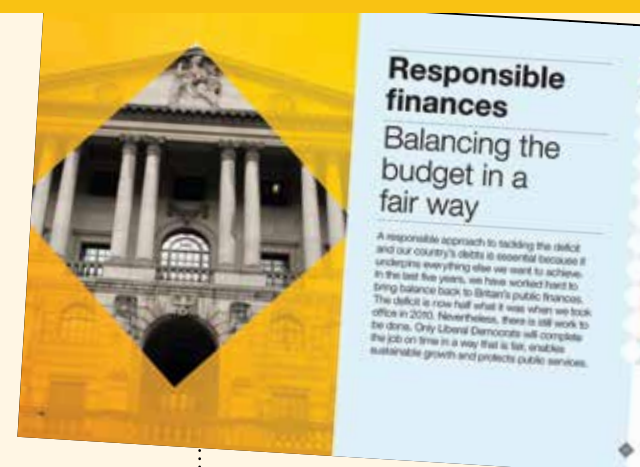 Responsible
finances
Balancing the
budget in a
fair way
A responsible approach to tackling the deficit
and our country's debts is essential because it
underpins everything else we want to achieve.
In the last five years, we have worked hard to
bring balance back to Britain's public finances.
The deficit is now half what it was when we took
office in 2010. Nevertheless, there is still work to
be done. Only Liberal Democrats will complete
the job on time in a way that is fair, enables
sustainable growth and protects public services.